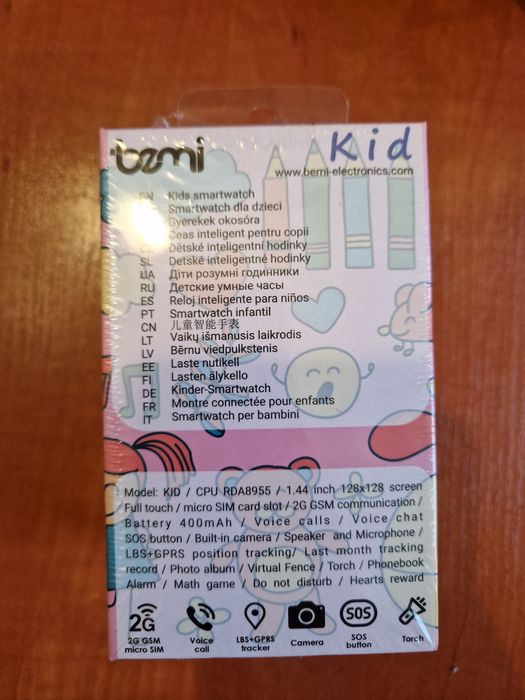 bemi
Kid
www.bemi-electronics.com
EN Kids smartwatch
Smartwatch dla dzieci
Gyerekek okosóra
Ceas inteligent pentru copii
CZ Dětské inteligentní hodinky
SL Detské inteligentné hodinky
UA Діти розумні годинники
RU Детские умные часы
ES Reloj inteligente para niños
PT Smartwatch infantil
CN 儿童智能手表
LT Vaikų išmanusis laikrodis
LV Bērnu viedpulkstenis
EE Laste nutikell
FI Lasten älykello
DE Kinder-Smartwatch
FR Montre connectée pour enfants
IT Smartwatch per bambini
Model: KID / CPU RDA8955 / 1.44 inch 128x128 screen
Full touch / micro SIM card slot / 2G GSM communication /
Battery 400mAh / Voice calls / Voice chat
SOS button / Built-in camera / Speaker and Microphone /
LBS+GPRS position tracking/ Last month tracking
record / Photo album / Virtual Fence / Torch / Phonebook
Alarm / Math game / Do not disturb / Hearts reward
2G
SOS
2G GSM
micro SIM
Voice
call
LBS+GPRS
tracker
Camera
SOS
button
Torch